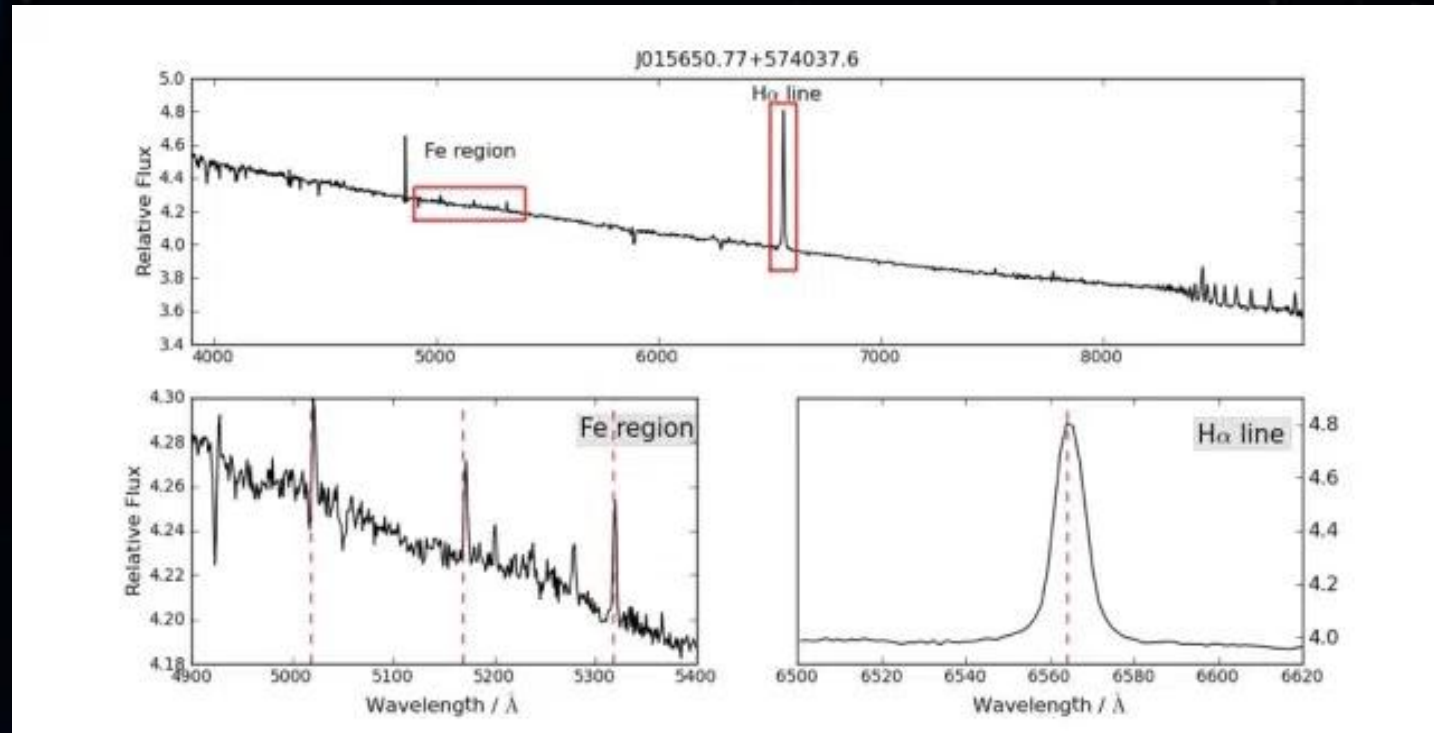 J015650.77+574037.6
Hα line
Fe region
Relative Flux
5.0
4.8
4.6
4.4
4.2
4.0
3.8
3.6
3.4
4000 5000 6000 7000 8000
Fe region
Relative Flux
4.30
4.28
4.26
4.24
4.22
4.20
4.18
4900 5000 5100 5200 5300 5400
Wavelength / Å
Hα line
4.8
4.6
4.4
4.2
4.0
6500 6520 6540 6560 6580 6600 6620
Wavelength / Å